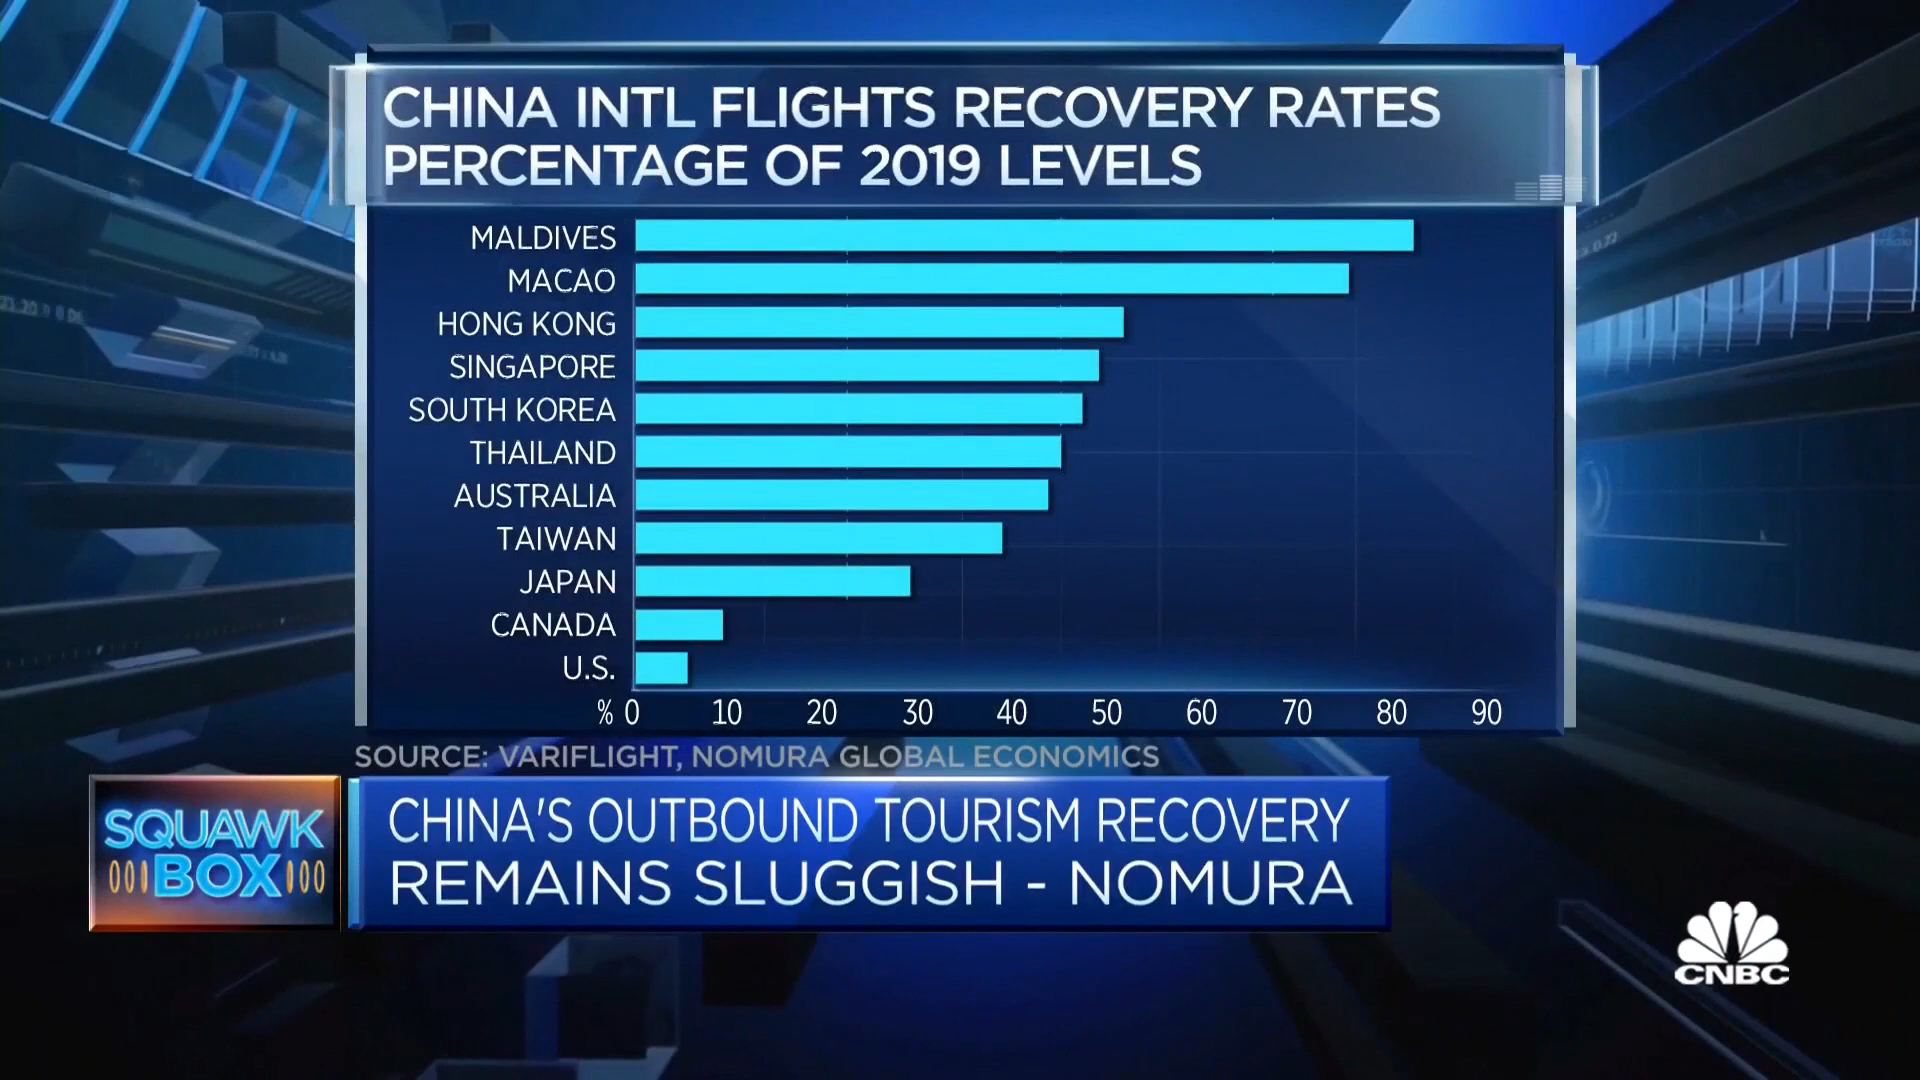 CHINA INTL FLIGHTS RECOVERY RATES
PERCENTAGE OF 2019 LEVELS
MALDIVES
MACAO
HONG KONG
SINGAPORE
SOUTH KOREA
THAILAND
AUSTRALIA
TAIWAN
JAPAN
CANADA
U.S.
% 0 10 20 30 40 50 60 70 80 90
SOURCE: VARIFLIGHT, NOMURA GLOBAL ECONOMICS
SQUAWK
BOX
CHINA'S OUTBOUND TOURISM RECOVERY
REMAINS SLUGGISH - NOMURA
CNBC